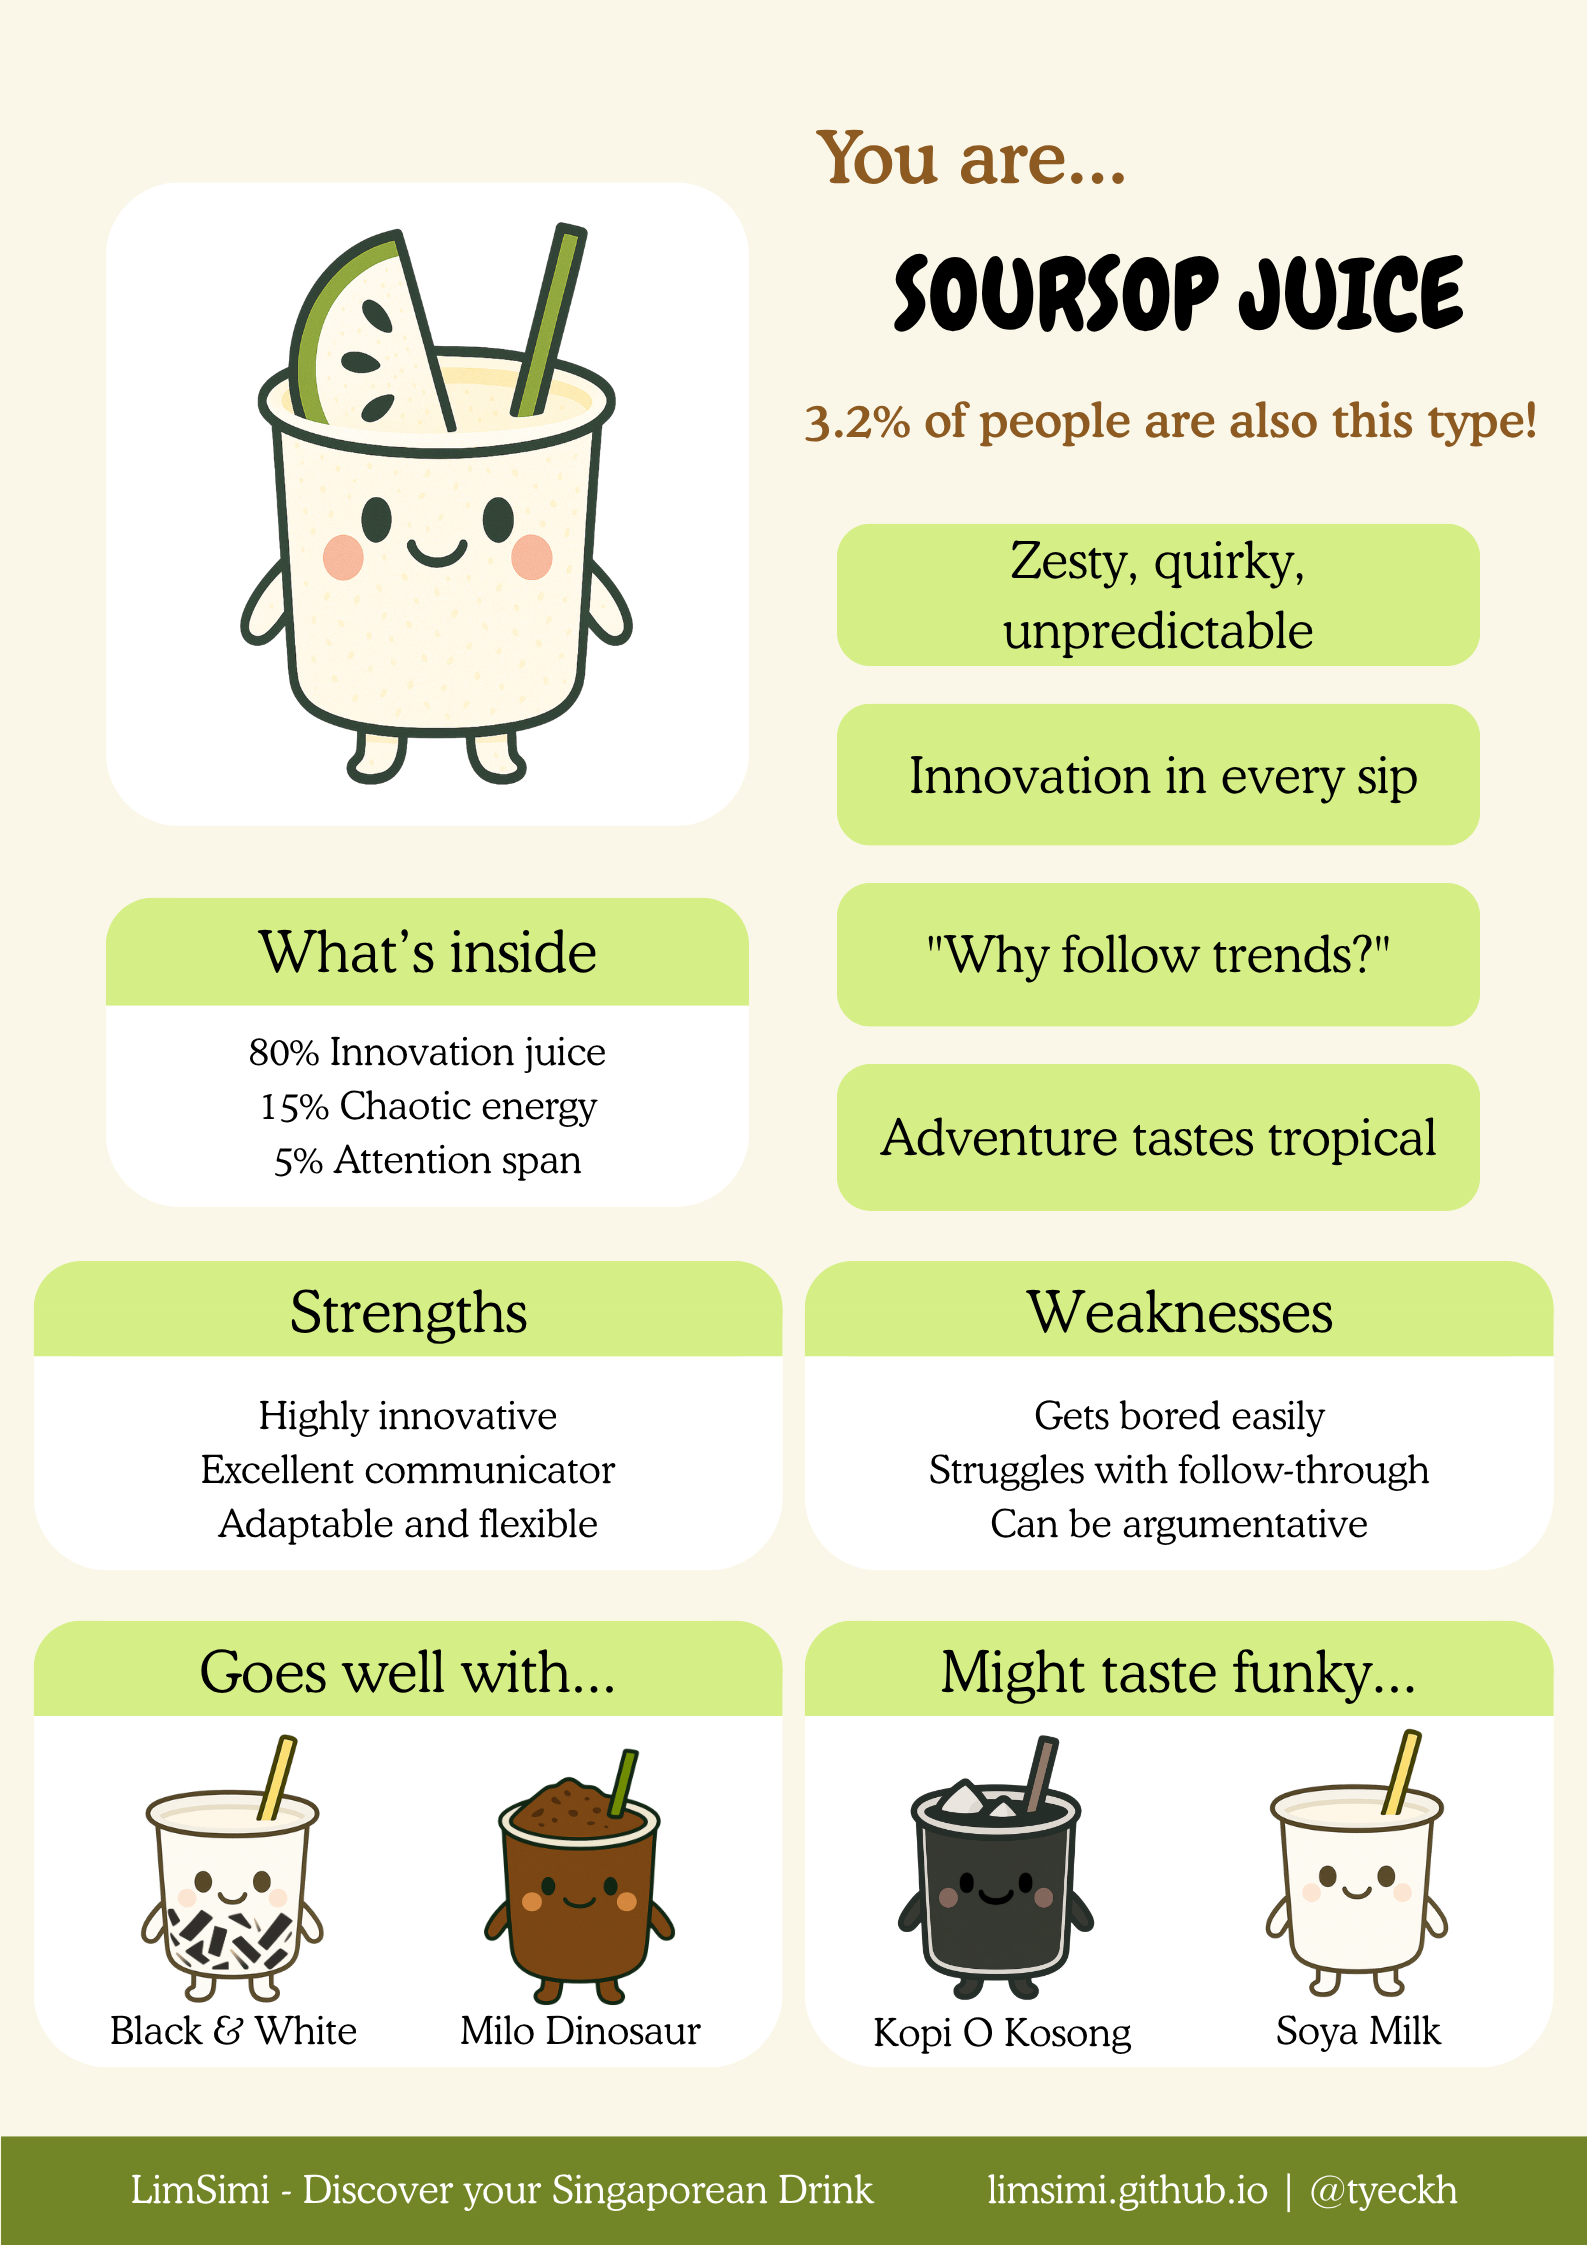 You are...
SOURSOP JUICE
3.2% of people are also this type!
Zesty, quirky,
unpredictable
Innovation in every sip
"Why follow trends?"
Adventure tastes tropical
What’s inside
80% Innovation juice
15% Chaotic energy
5% Attention span
Strengths
Highly innovative
Excellent communicator
Adaptable and flexible
Weaknesses
Gets bored easily
Struggles with follow-through
Can be argumentative
Goes well with...
Black & White
Milo Dinosaur
Might taste funky...
Kopi O Kosong
Soya Milk
LimSimi - Discover your Singaporean Drink
limsimi.github.io | @tyeckh